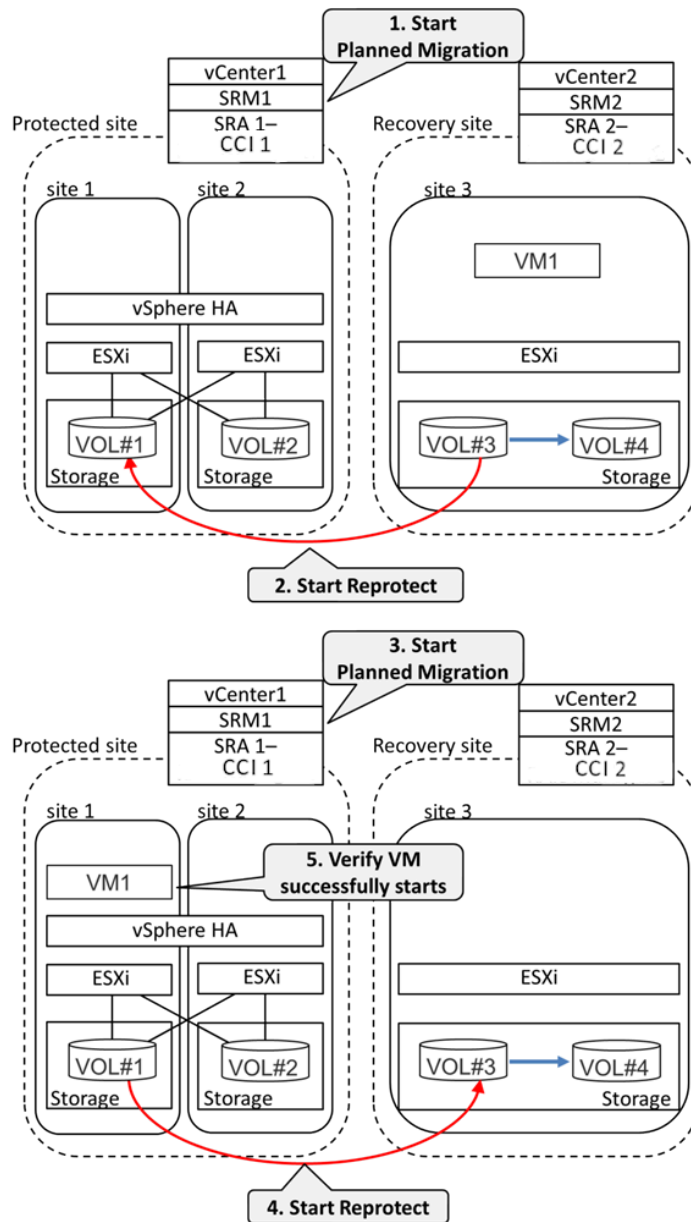 1. Start
Planned Migration
vCenter1
SRM1
SRA 1–
CCI 1
vCenter2
SRM2
SRA 2–
CCI 2
Protected site
Recovery site
site 1
site 2
site 3
VM1
vSphere HA
ESXi
ESXi
ESXi
VOL#1
VOL#2
VOL#3
VOL#4
Storage
Storage
Storage
2. Start Reprotect
3. Start
Planned Migration
vCenter1
SRM1
SRA 1–
CCI 1
vCenter2
SRM2
SRA 2–
CCI 2
Protected site
Recovery site
site 1
site 2
site 3
5. Verify VM
successfully starts
VM1
vSphere HA
ESXi
ESXi
ESXi
VOL#1
VOL#2
VOL#3
VOL#4
Storage
Storage
Storage
4. Start Reprotect